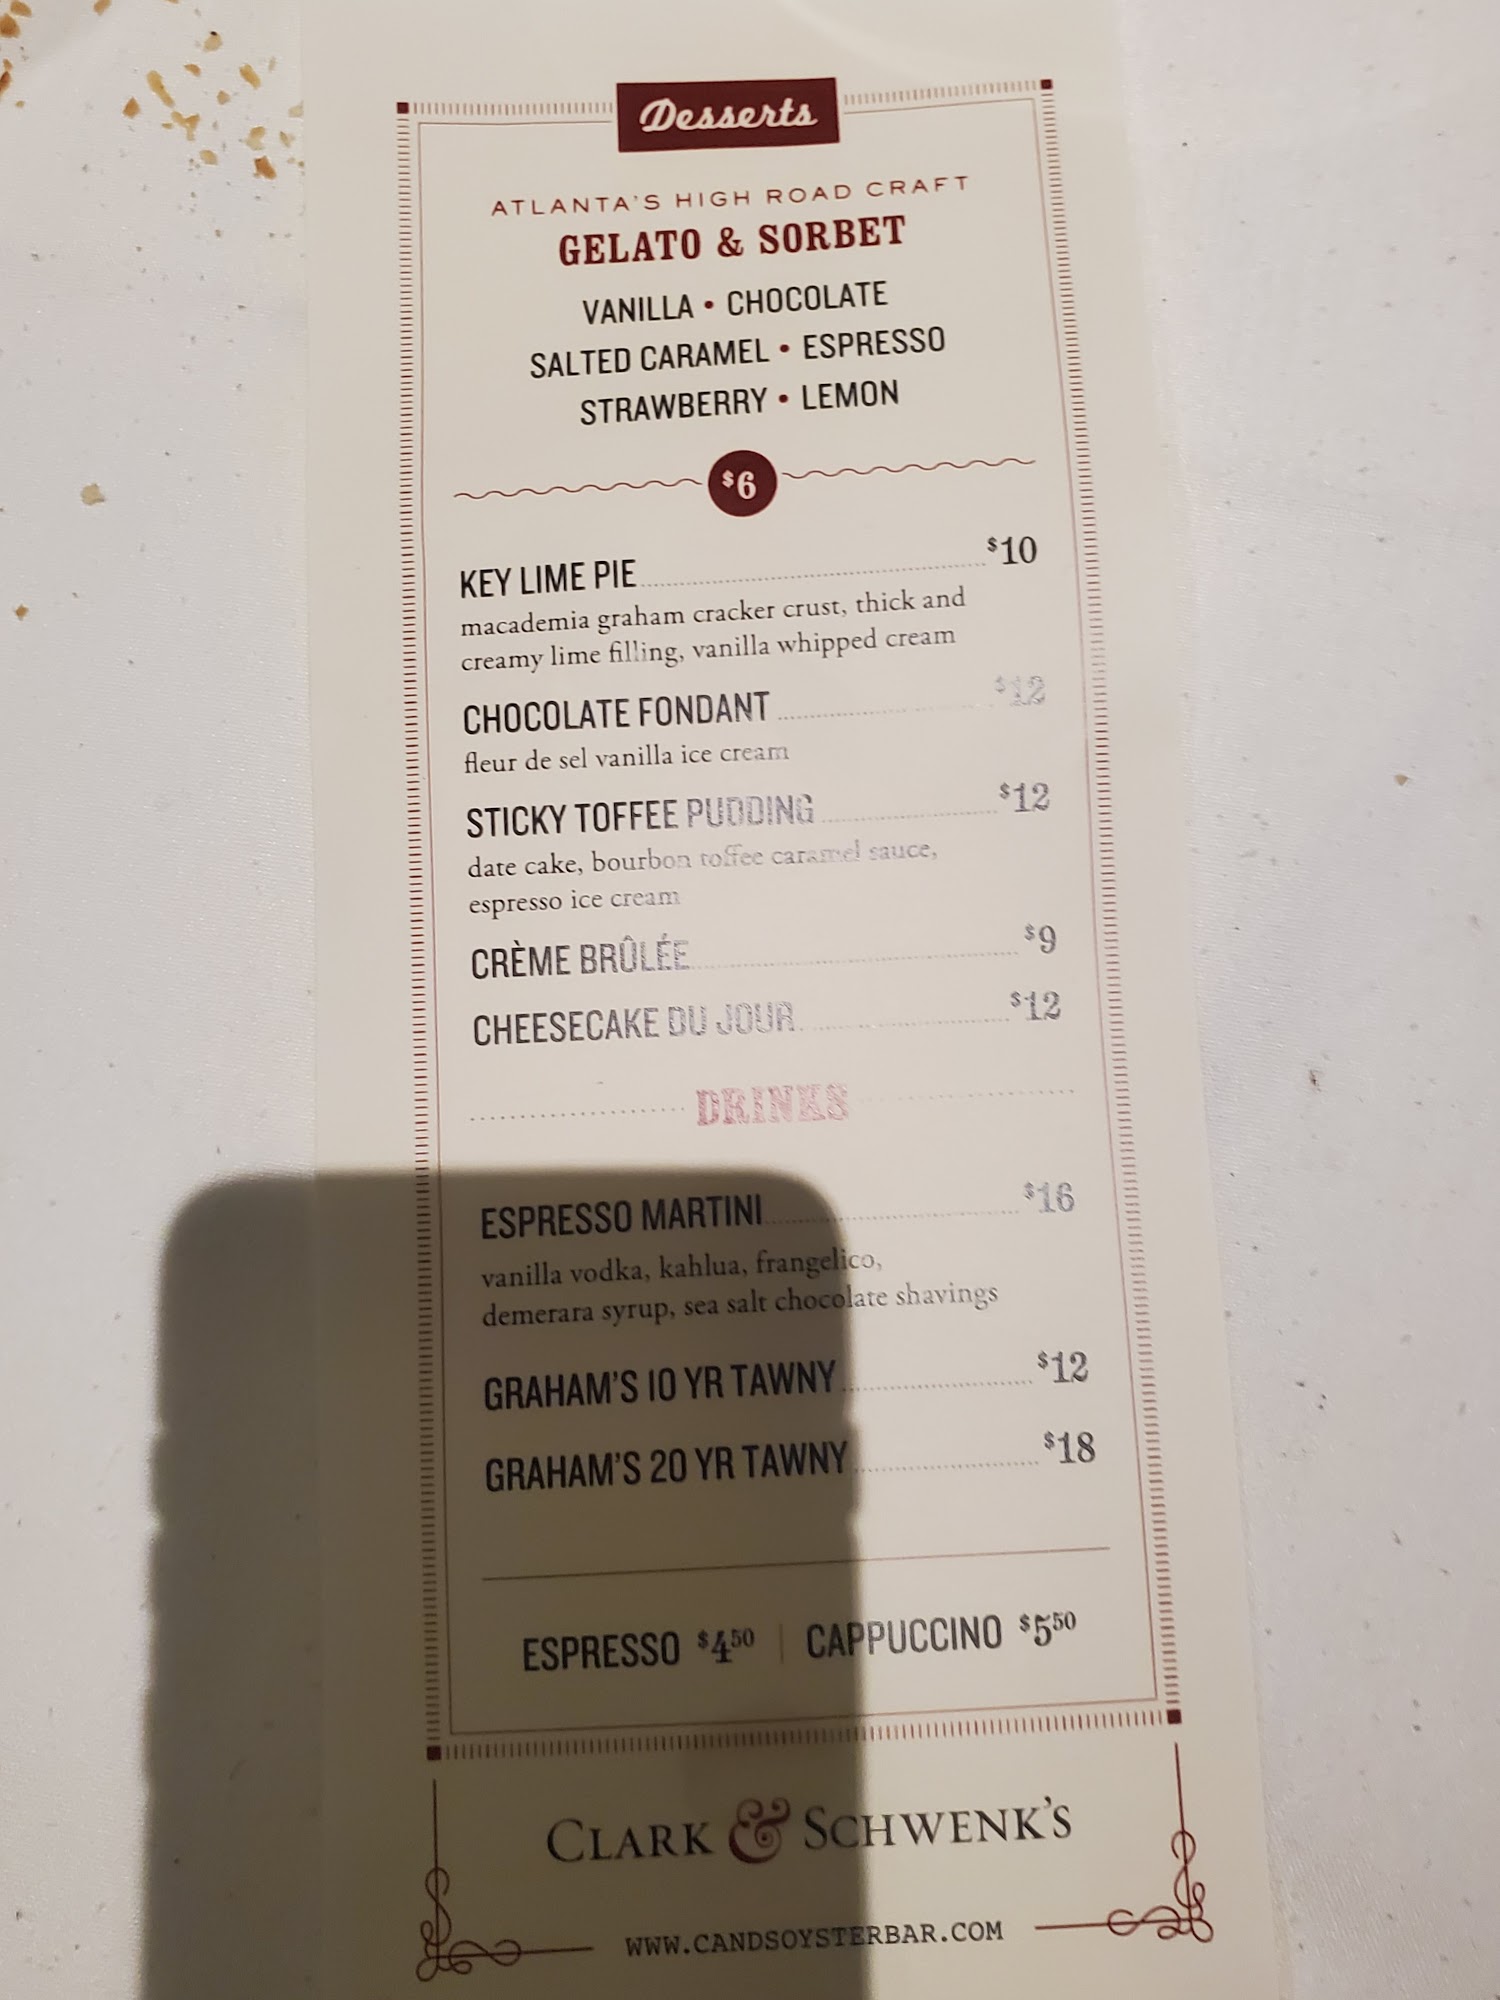 Desserts
ATLANTA'S HIGH ROAD CRAFT
GELATO & SORBET
VANILLA • CHOCOLATE
SALTED CARAMEL • ESPRESSO
STRAWBERRY • LEMON
$6
KEY LIME PIE $10
macademia graham cracker crust, thick and
creamy lime filling, vanilla whipped cream
CHOCOLATE FONDANT $12
fleur de sel vanilla ice cream
STICKY TOFFEE PUDDING $12
date cake, bourbon toffee caramel sauce,
espresso ice cream
CRÈME BRÛLÉE $9
CHEESECAKE DU JOUR $12
DRINKS
ESPRESSO MARTINI $16
vanilla vodka, kahlua, frangelico,
demerara syrup, sea salt chocolate shavings
GRAHAM'S 10 YR TAWNY $12
GRAHAM'S 20 YR TAWNY $18
ESPRESSO $4.50 | CAPPUCCINO $5.50
CLARK & SCHWENK'S
WWW.CANDSOYSTERBAR.COM